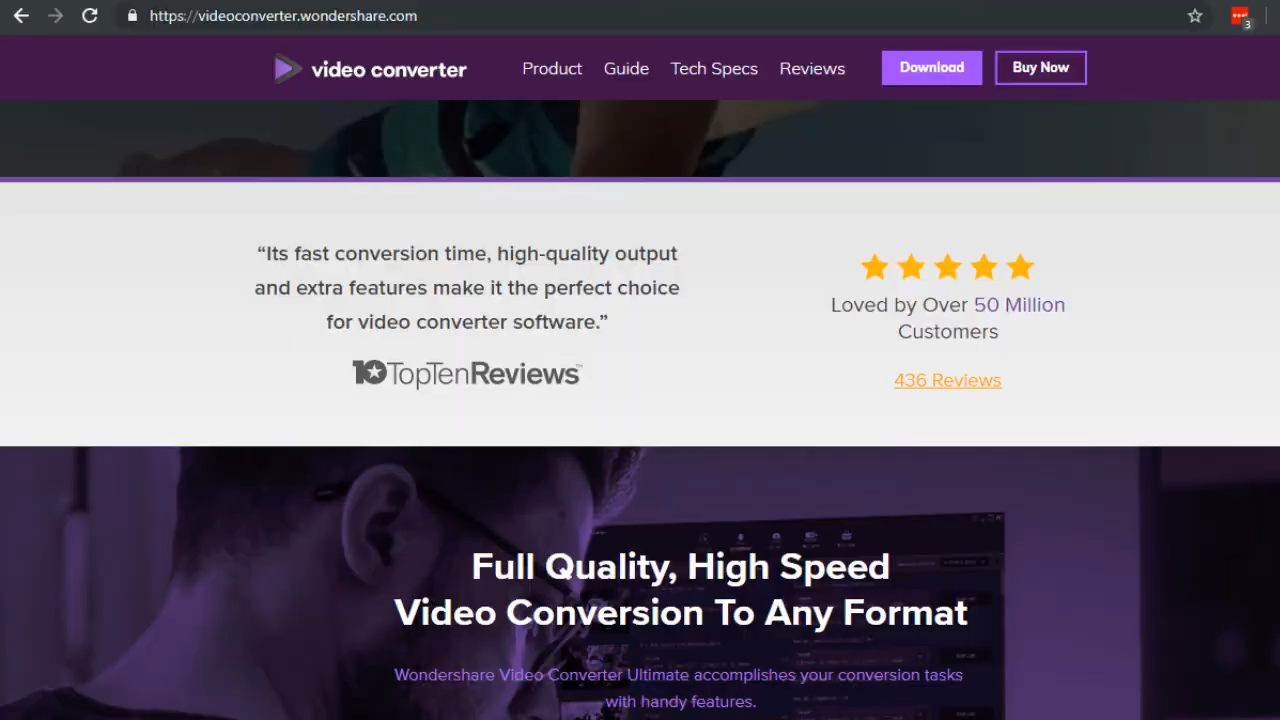 https://videoconverter.wondershare.com
3
video converter
Product
Guide
Tech Specs
Reviews
Download
Buy Now
“Its fast conversion time, high-quality output
and extra features make it the perfect choice
for video converter software.”
10 TopTenReviews™
Loved by Over 50 Million
Customers
436 Reviews
Full Quality, High Speed
Video Conversion To Any Format
Wondershare Video Converter Ultimate accomplishes your conversion tasks
with handy features.